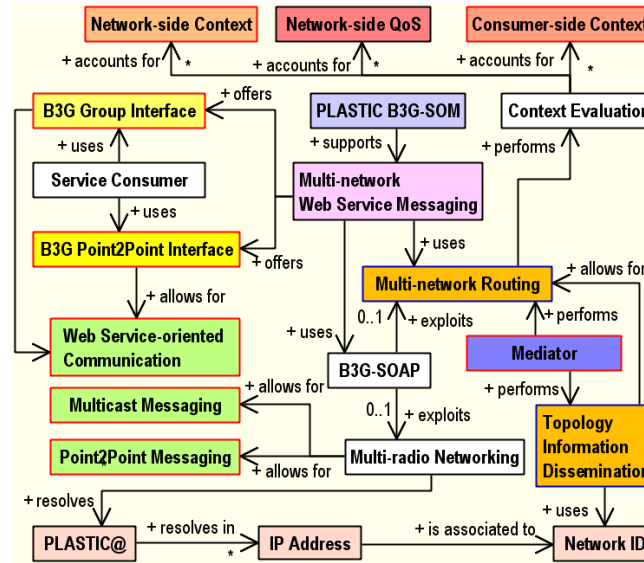 Network-side Context
Network-side QoS
Consumer-side Context
+ accounts for
*
+ accounts for
*
+ accounts for
*
+ offers
B3G Group Interface
PLASTIC B3G-SOM
Context Evaluation
+ uses
+ supports
+ performs
Service Consumer
Multi-network
Web Service Messaging
+ uses
+ uses
B3G Point2Point Interface
+ offers
+ allows for
+ allows for
Multi-network Routing
0..1
+ exploits
+ performs
Web Service-oriented
Communication
+ uses
Mediator
B3G-SOAP
+ allows for
+ performs
Multicast Messaging
0..1
+ exploits
Topology
Information
Dissemination
Point2Point Messaging
*
+ allows for
Multi-radio Networking
+ resolves
+ uses
+ resolves in
*
+ is associated to
PLASTIC@
IP Address
Network ID